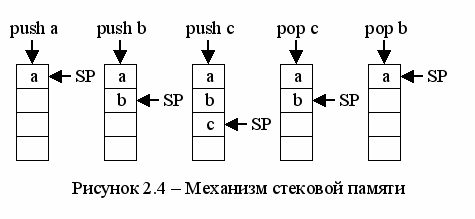 push a push b push c pop c pop b
a SP a a a a SP
b SP b b SP
c SP
Рисунок 2.4 – Механизм стековой памяти